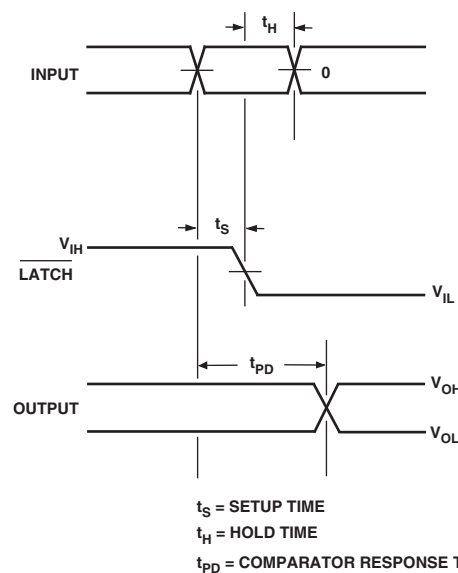 t_H
INPUT
0
t_S
V_IH
LATCH
V_IL
t_PD
V_OH
OUTPUT
V_OL
t_S = SETUP TIME
t_H = HOLD TIME
t_PD = COMPARATOR RESPONSE